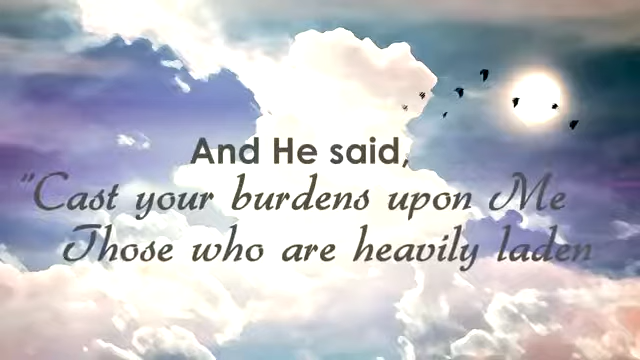 And He said,
"Cast your burdens upon Me
Those who are heavily laden